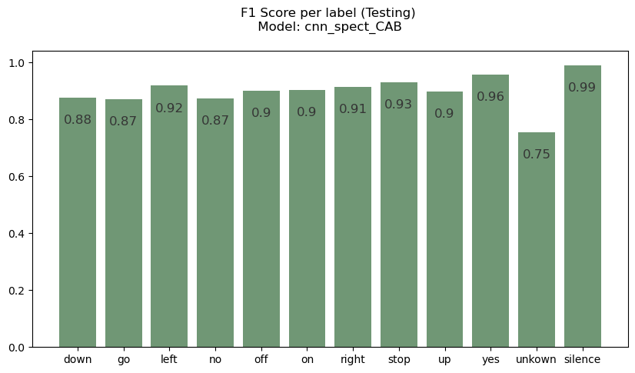 F1 Score per label (Testing)
Model: cnn_spect_CAB
1.0
0.8
0.6
0.4
0.2
0.0
0.88
0.87
0.92
0.87
0.9
0.9
0.91
0.93
0.9
0.96
0.75
0.99
down
go
left
no
off
on
right
stop
up
yes
unkown
silence